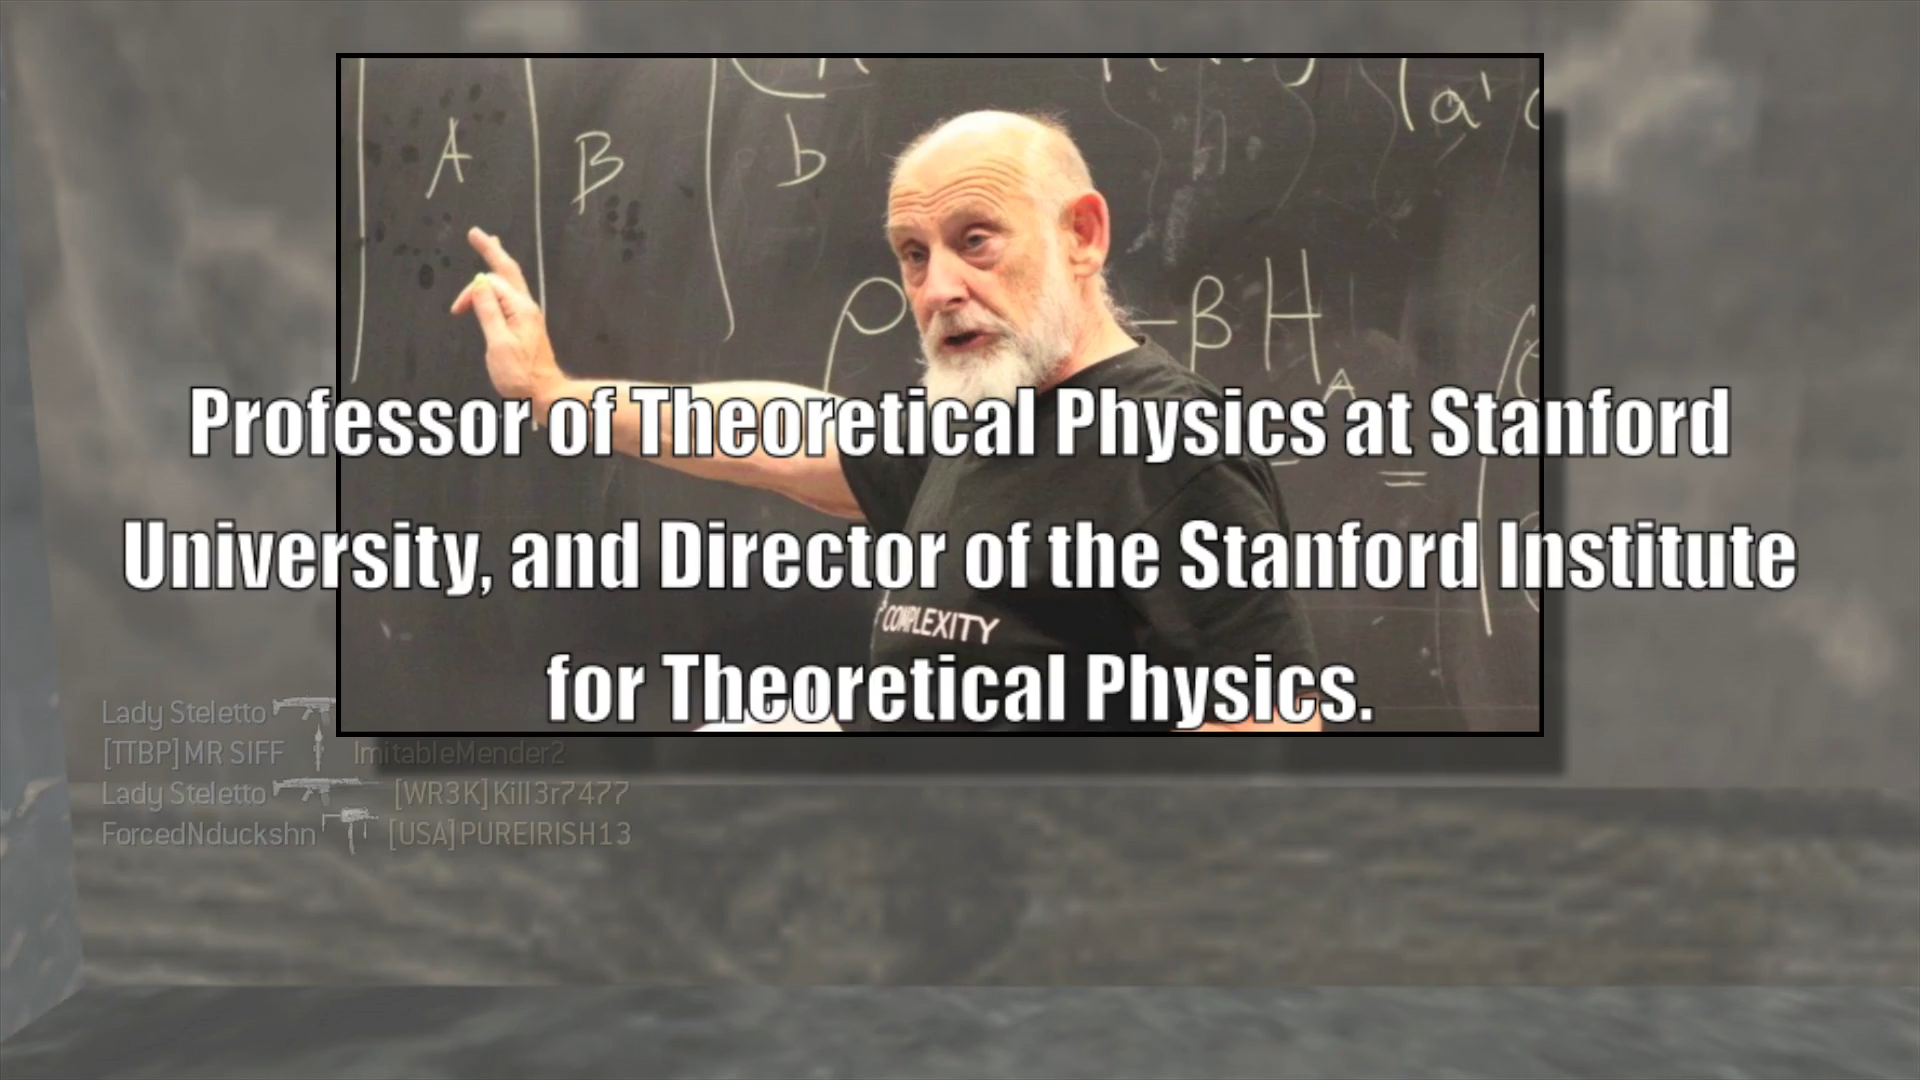 A B b
a'
ρ -βH_A
Professor of Theoretical Physics at Stanford
University, and Director of the Stanford Institute
for Theoretical Physics.
COMPLEXITY
Lady Steletto
[TTBP]MR SIFF ImitableMender2
Lady Steletto [WR3K]Kill3r7477
ForcedNduckshn [USA]PUREIRISH13